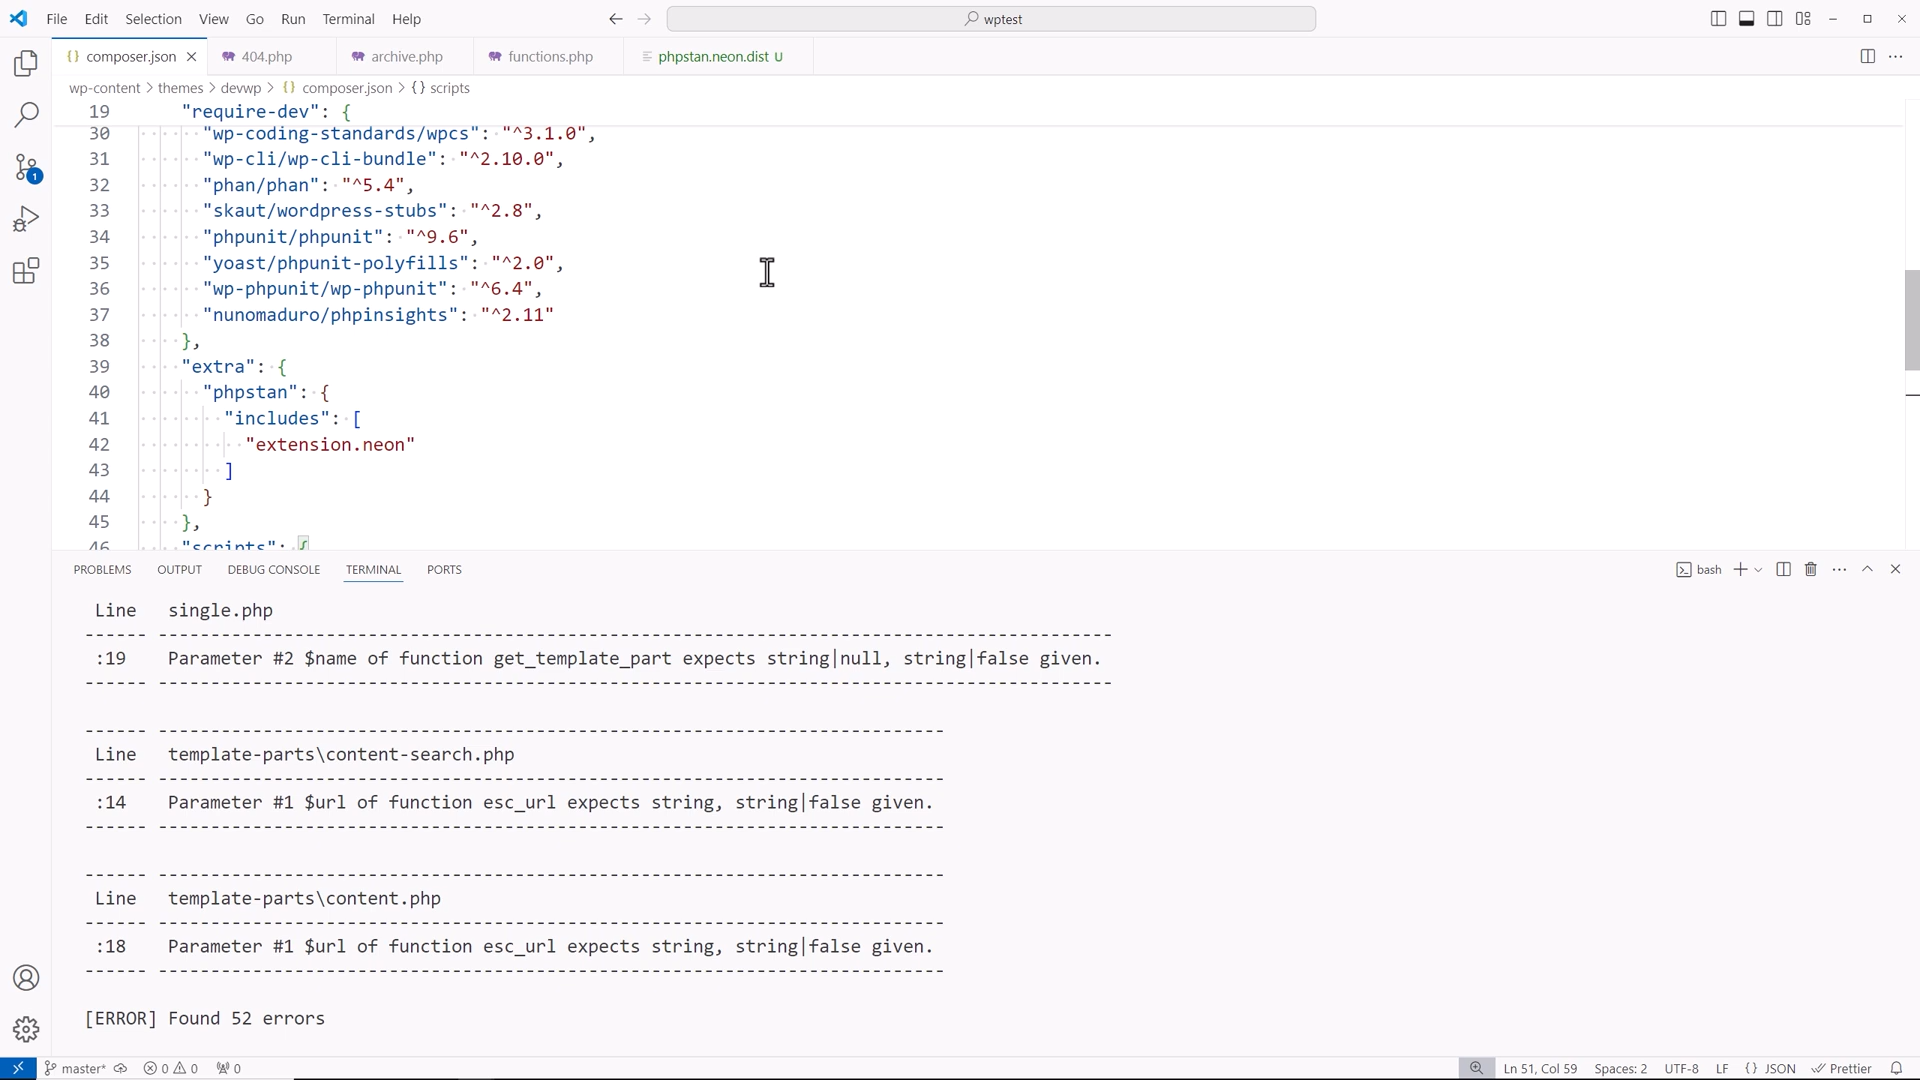 File Edit Selection View Go Run Terminal Help wptest
{} composer.json 404.php archive.php functions.php phpstan.neon.dist U
wp-content > themes > devwp > {} composer.json > {} scripts
19 "require-dev": {
30 "wp-coding-standards/wpcs": "^3.1.0",
31 "wp-cli/wp-cli-bundle": "^2.10.0",
32 "phan/phan": "^5.4",
33 "skaut/wordpress-stubs": "^2.8",
34 "phpunit/phpunit": "^9.6",
35 "yoast/phpunit-polyfills": "^2.0",
36 "wp-phpunit/wp-phpunit": "^6.4",
37 "nunomaduro/phpinsights": "^2.11"
38 },
39 "extra": {
40 "phpstan": {
41 "includes": [
42 "extension.neon"
43 ]
44 }
45 },
46 "scripts": {
1
PROBLEMS OUTPUT DEBUG CONSOLE TERMINAL PORTS bash
Line single.php
------ -----------------------------------------------------------------------------------------
:19 Parameter #2 $name of function get_template_part expects string|null, string|false given.
------ -----------------------------------------------------------------------------------------
------ -------------------------------------------------------------------------
Line template-parts\content-search.php
------ -------------------------------------------------------------------------
:14 Parameter #1 $url of function esc_url expects string, string|false given.
------ -------------------------------------------------------------------------
------ -------------------------------------------------------------------------
Line template-parts\content.php
------ -------------------------------------------------------------------------
:18 Parameter #1 $url of function esc_url expects string, string|false given.
------ -------------------------------------------------------------------------
[ERROR] Found 52 errors
master* 0 0 0 Ln 51, Col 59 Spaces: 2 UTF-8 LF {} JSON Prettier